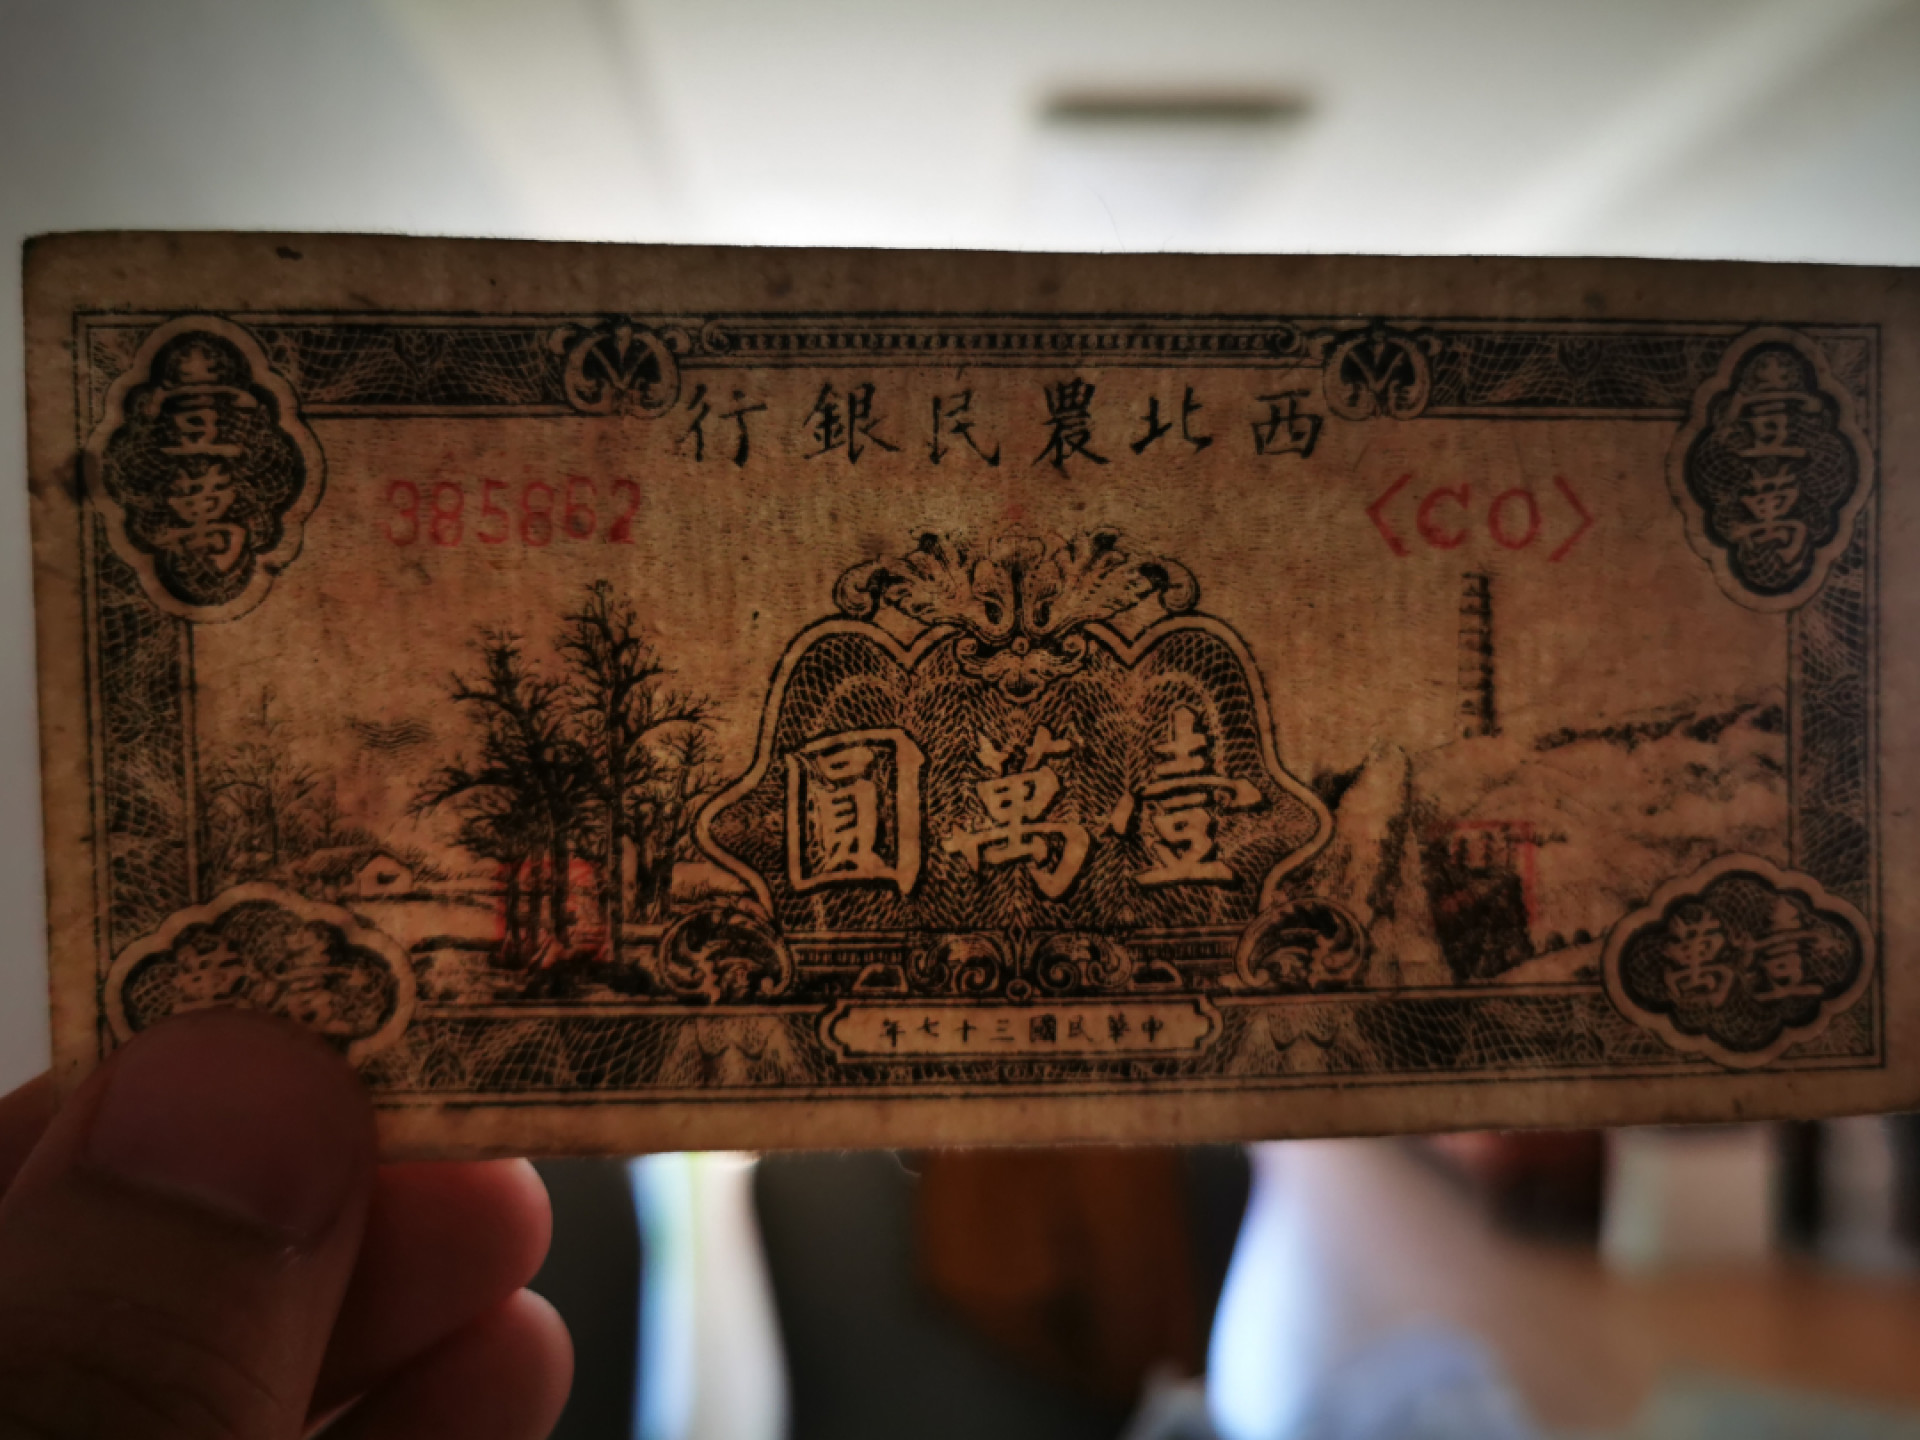 西北農民銀行
壹萬
壹萬
385862
<CO>
壹萬圓
壹萬
壹萬
中華民國三十七年